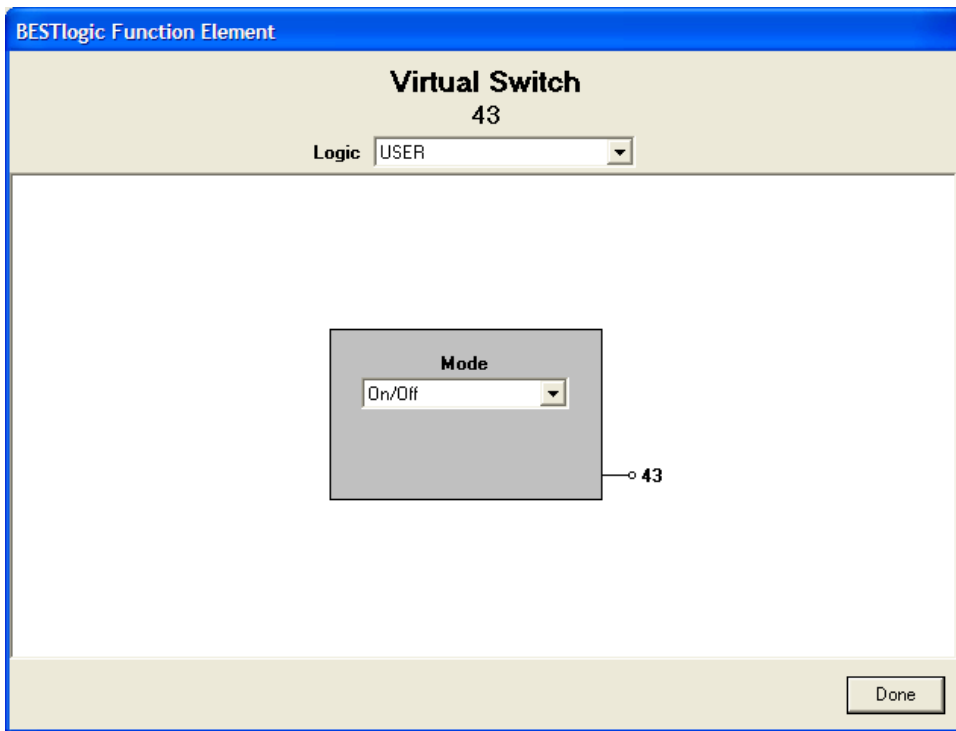 BESTlogic Function Element
Virtual Switch
43
Logic USER
Mode
On/Off
43
Done